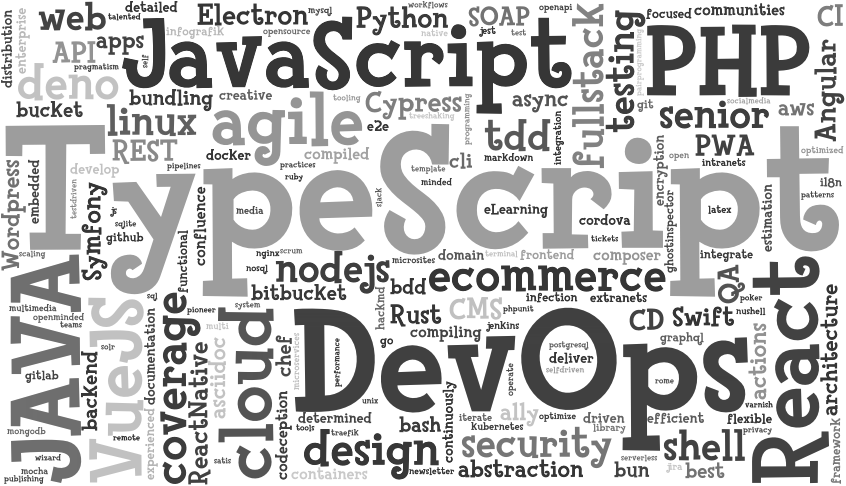 distribution
enterprise
web
detailed
talented
infografik
Electron
mysql
opensource
Python
workflows
native
SOAP
jest
test
openapi
focused
communities
CI
API
apps
pragmatism
self
JavaScript
fullstack
testing
pairprogramming
PHP
Angular
deno
bucket
bundling
creative
tooling
Cypress
treeshaking
programming
async
git
socialmedia
senior
aws
linux
agile
e2e
tdd
integration
PWA
optimized
REST
docker
compiled
cli
markdown
encryption
open
intranets
Wordpress
embedded
testdriven
develop
pipelines
practices
ruby
template
minded
il8n
patterns
TypeScript
Symfony
js
sqlite
github
confluence
media
slack
eLearning
cordova
tickets
ghostinspector
latex
estimation
scaling
functional
nginx
scrum
nosql
microsites
domain
terminal
frontend
composer
integrate
JAVA
multimedia
openminded
teams
VueJS
sql
nodejs
bitbucket
bdd
ecommerce
QA
poker
React
pioneer
system
hackmd
Rust
CMS
phpunit
infection
extranets
CD
Swift
nushell
architecture
solr
documentation
coverage
multi
cloud
chef
microservices
DevOps
performance
go
compiling
jenkins
postgresql
deliver
selfdriven
graphql
actions
gitlab
backend
ReactNative
asciidoc
operate
rome
varnish
mongodb
remote
experienced
codeception
unix
determined
tools
traefik
bash
continuously
iterate
Kubernetes
ally
optimize
driven
library
efficient
flexible
privacy
framework
wizard
mocha
publishing
satis
design
containers
newsletter
security
abstraction
serverless
bun
shell
jira
best